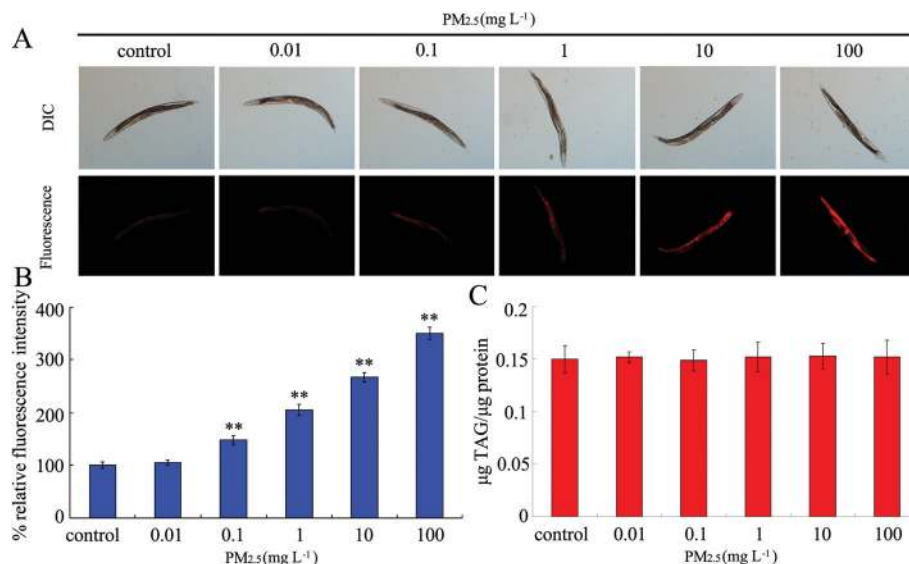 PM2.5(mg L-1)
A
control 0.01 0.1 1 10 100
DIC
Fluorescence
B
% relative fluorescence intensity
400
300
200
100
0
** ** ** **
control 0.01 0.1 1 10 100
PM2.5(mg L-1)
C
µg TAG/µg protein
0.2
0.15
0.1
0.05
0
control 0.01 0.1 1 10 100
PM2.5(mg L-1)